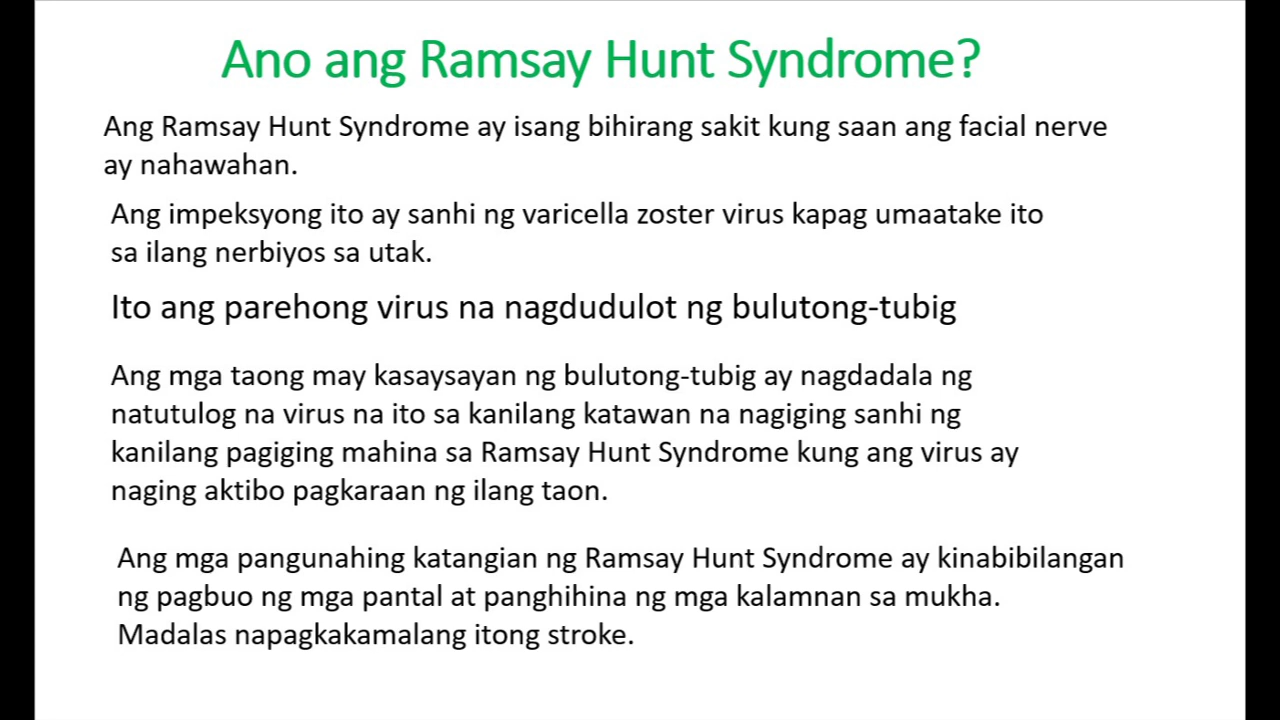 Ano ang Ramsay Hunt Syndrome?
Ang Ramsay Hunt Syndrome ay isang bihirang sakit kung saan ang facial nerve
ay nahawahan.
Ang impeksyong ito ay sanhi ng varicella zoster virus kapag umaatake ito
sa ilang nerbiyos sa utak.
Ito ang parehong virus na nagdudulot ng bulutong-tubig
Ang mga taong may kasaysayan ng bulutong-tubig ay nagdadala ng
natutulog na virus na ito sa kanilang katawan na nagiging sanhi ng
kanilang pagiging mahina sa Ramsay Hunt Syndrome kung ang virus ay
naging aktibo pagkaraan ng ilang taon.
Ang mga pangunahing katangian ng Ramsay Hunt Syndrome ay kinabibilangan
ng pagbuo ng mga pantal at panghihina ng mga kalamnan sa mukha.
Madalas napagkakamalang itong stroke.